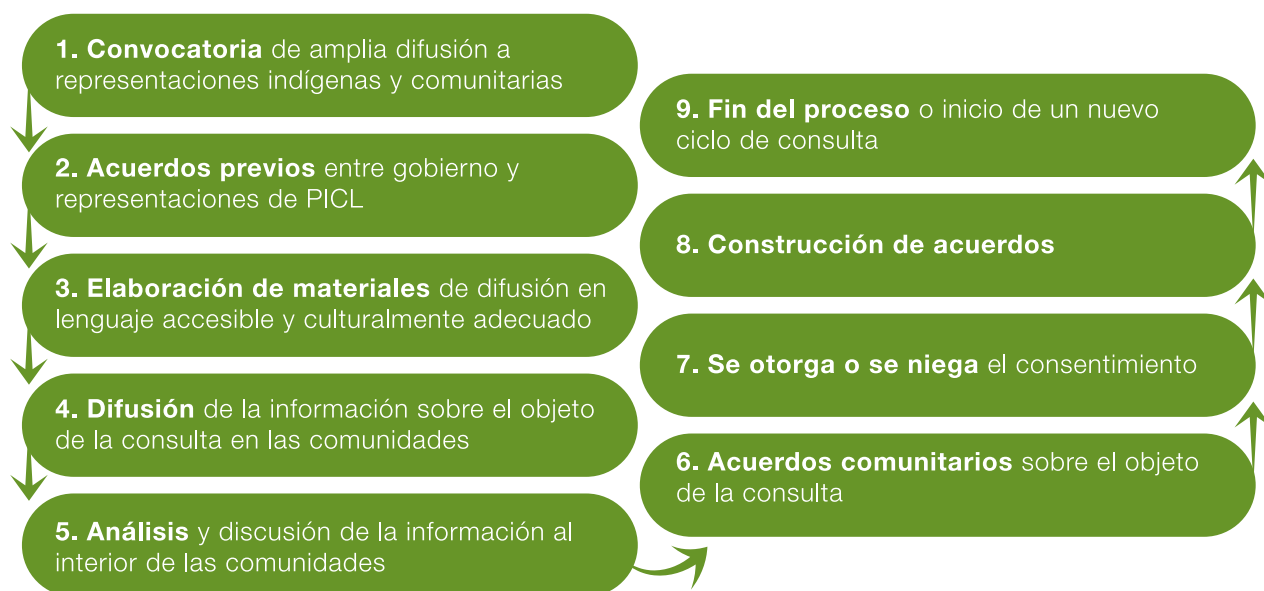 1. Convocatoria de amplia difusión a
representaciones indígenas y comunitarias
2. Acuerdos previos entre gobierno y
representaciones de PICL
3. Elaboración de materiales de difusión en
lenguaje accesible y culturalmente adecuado
4. Difusión de la información sobre el objeto
de la consulta en las comunidades
5. Análisis y discusión de la información al
interior de las comunidades
6. Acuerdos comunitarios sobre el objeto
de la consulta
7. Se otorga o se niega el consentimiento
8. Construcción de acuerdos
9. Fin del proceso o inicio de un nuevo
ciclo de consulta